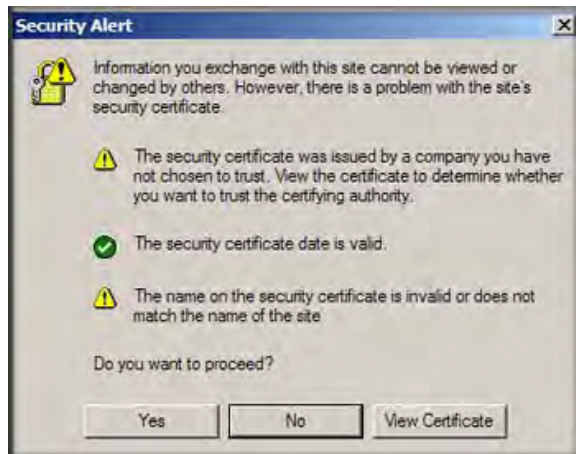 Security Alert
Information you exchange with this site cannot be viewed or
changed by others. However, there is a problem with the site's
security certificate.
The security certificate was issued by a company you have
not chosen to trust. View the certificate to determine whether
you want to trust the certifying authority.
The security certificate date is valid.
The name on the security certificate is invalid or does not
match the name of the site
Do you want to proceed?
Yes No View Certificate